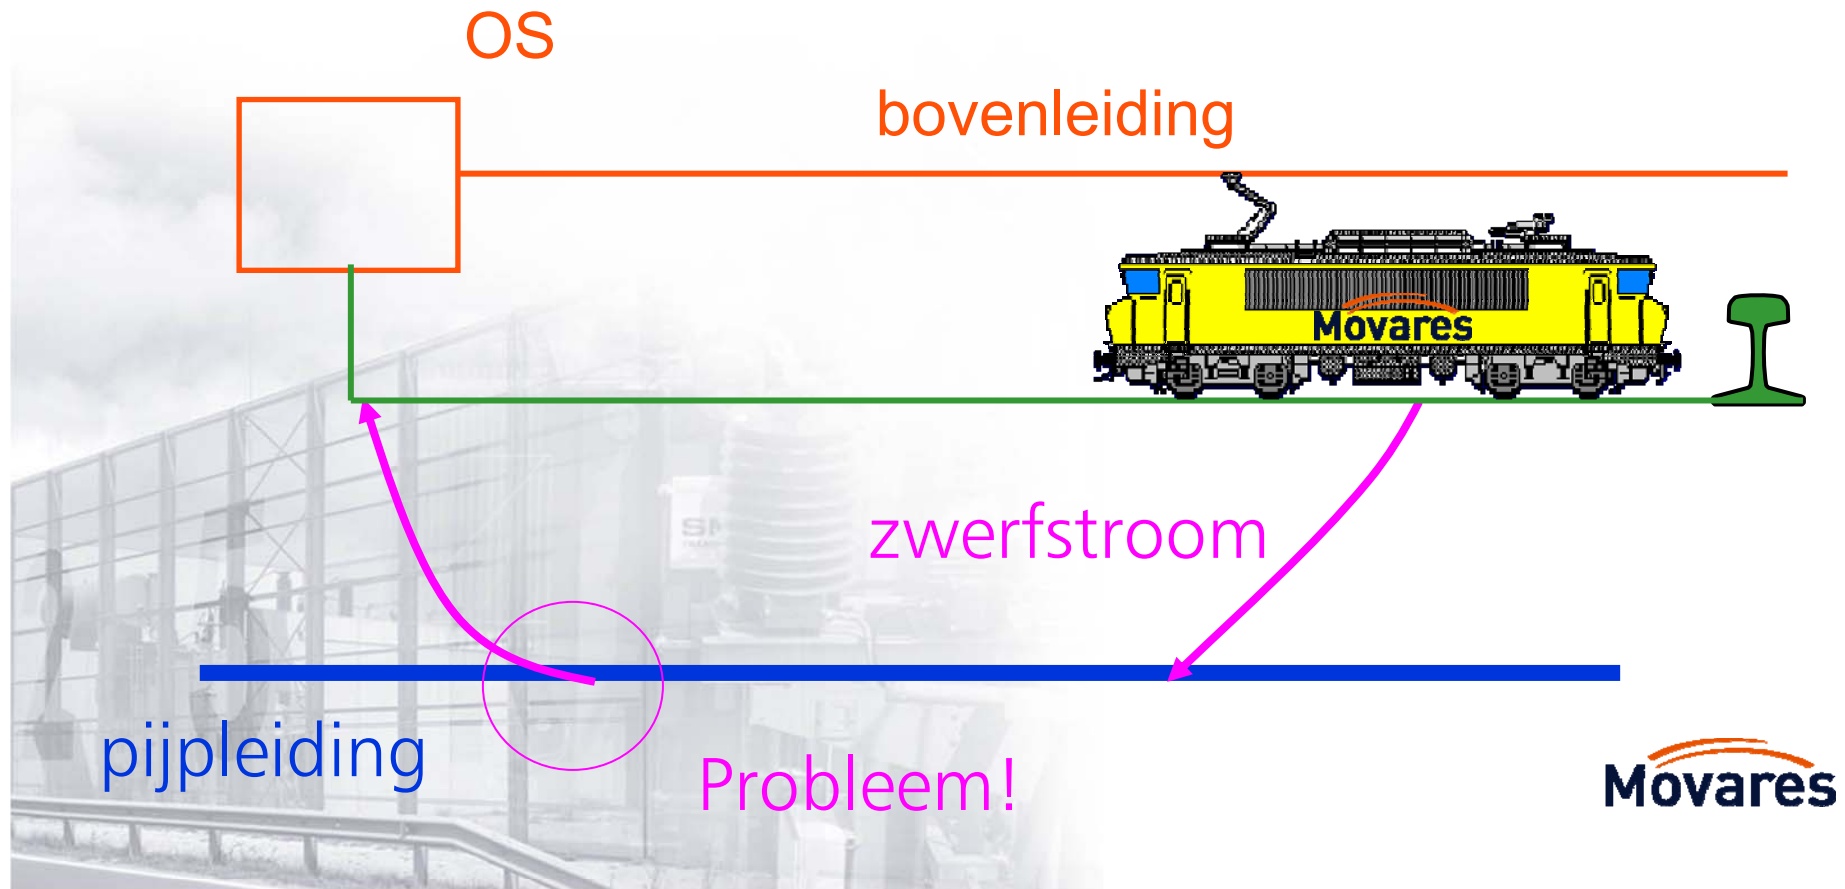 OS
bovenleiding
Movares
zwerfstroom
pijpleiding
Probleem!
Movares